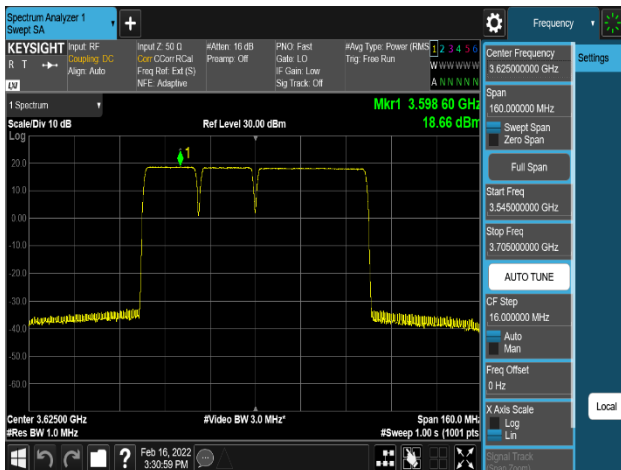 Spectrum Analyzer 1
Swept SA
+
Frequency
KEYSIGHT
R T
LXI
Input: RF
Coupling: DC
Align: Auto
Input Z: 50 Ω
Corr CCorr RCal
Freq Ref: Ext (S)
NFE: Adaptive
#Atten: 16 dB
Preamp: Off
PNO: Fast
Gate: LO
IF Gain: Low
Sig Track: Off
#Avg Type: Power (RMS
Trig: Free Run
1 2 3 4 5 6
W W W W W W
A N N N N N
1 Spectrum
Scale/Div 10 dB
Ref Level 30.00 dBm
Mkr1 3.598 60 GHz
18.66 dBm
Log
1
20.0
10.0
0.00
-10.0
-20.0
-30.0
-40.0
-50.0
-60.0
Center 3.62500 GHz
#Res BW 1.0 MHz
#Video BW 3.0 MHz*
Span 160.0 MHz
#Sweep 1.00 s (1001 pts
Center Frequency
3.625000000 GHz
Span
160.000000 MHz
Swept Span
Zero Span
Full Span
Start Freq
3.545000000 GHz
Stop Freq
3.705000000 GHz
AUTO TUNE
CF Step
16.000000 MHz
Auto
Man
Freq Offset
0 Hz
X Axis Scale
Log
Lin
Signal Track
(Span Zoom)
Settings
Local
?
Feb 16, 2022
3:30:59 PM